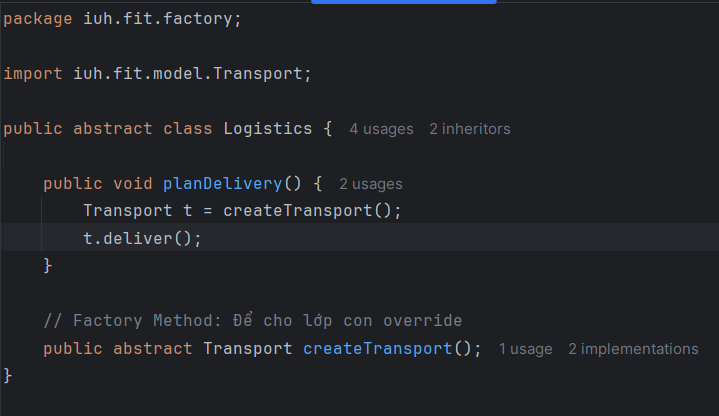 package iuh.fit.factory;
import iuh.fit.model.Transport;
public abstract class Logistics { 4 usages 2 inheritors
public void planDelivery() { 2 usages
Transport t = createTransport();
t.deliver();
}
// Factory Method: Để cho lớp con override
public abstract Transport createTransport(); 1 usage 2 implementations
}